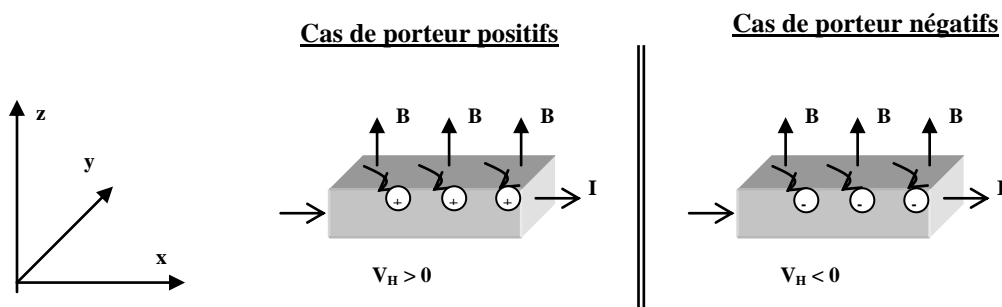 Cas de porteur positifs
Cas de porteur négatifs
z
y
x
B B B
+ + +
I
V_H > 0
B B B
- - -
I
V_H < 0